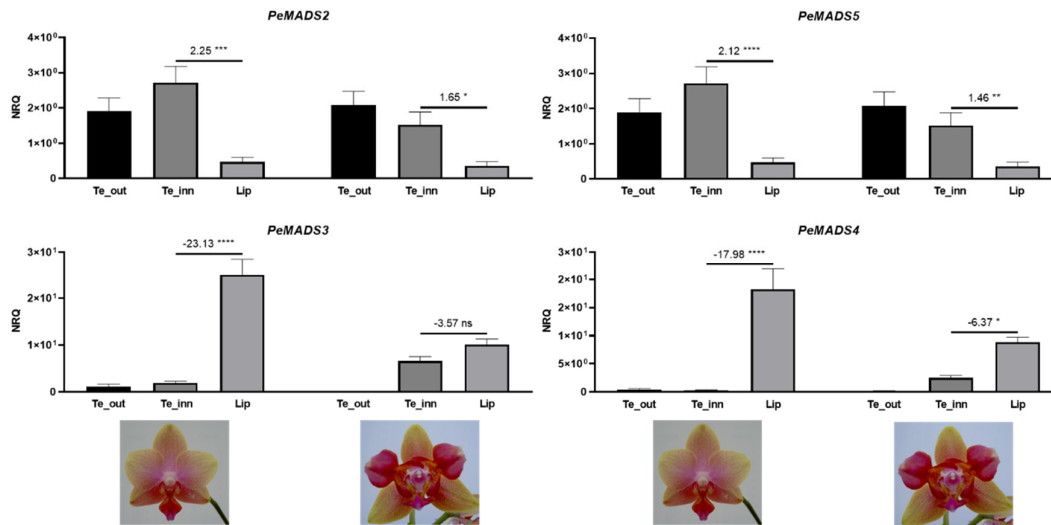 PeMADS2
NRQ
4×10⁰
3×10⁰
2×10⁰
1×10⁰
0
2.25 ***
1.65 *
Te_out Te_inn Lip Te_out Te_inn Lip
PeMADS5
NRQ
4×10⁰
3×10⁰
2×10⁰
1×10⁰
0
2.12 ****
1.46 **
Te_out Te_inn Lip Te_out Te_inn Lip
PeMADS3
NRQ
3×10¹
2×10¹
1×10¹
0
-23.13 ****
-3.57 ns
Te_out Te_inn Lip Te_out Te_inn Lip
PeMADS4
NRQ
2×10¹
2×10¹
1×10¹
5×10⁰
0
-17.98 ****
-6.37 *
Te_out Te_inn Lip Te_out Te_inn Lip